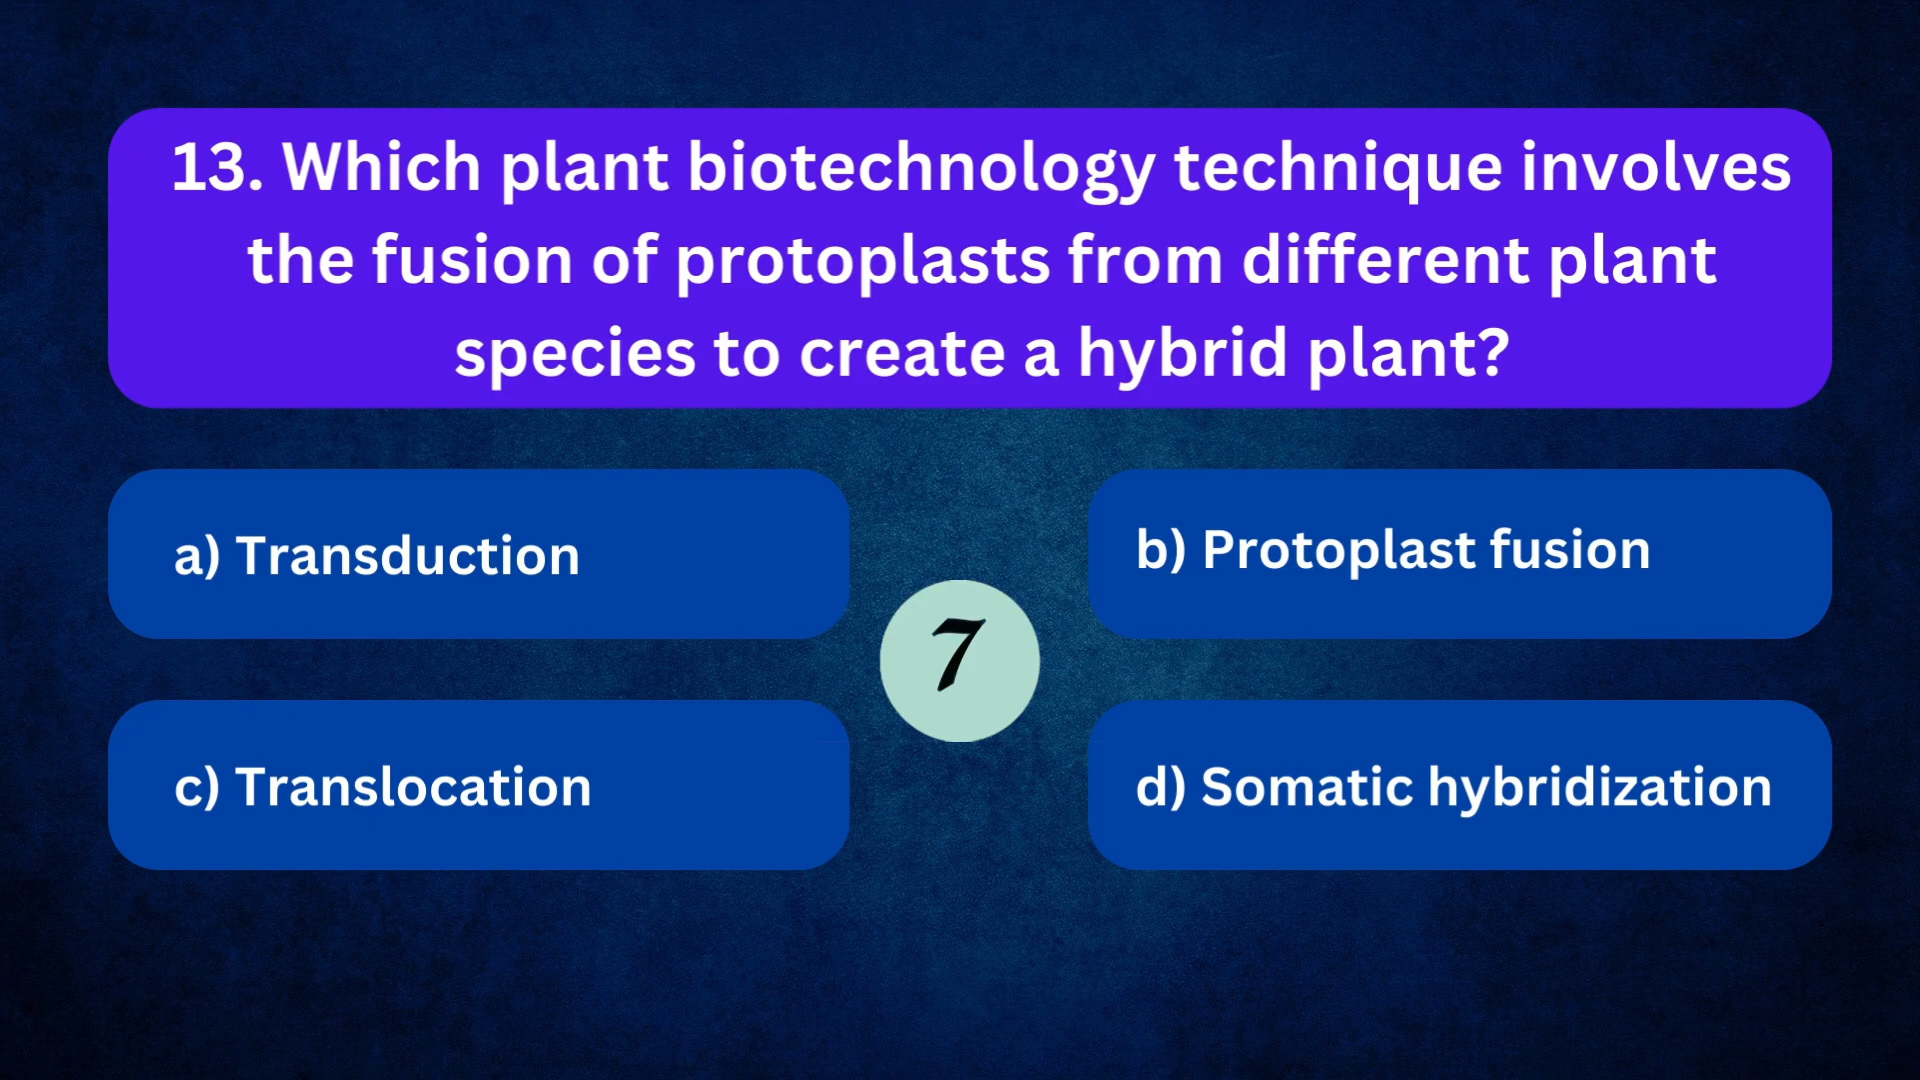 13. Which plant biotechnology technique involves
the fusion of protoplasts from different plant
species to create a hybrid plant?
a) Transduction
b) Protoplast fusion
7
c) Translocation
d) Somatic hybridization